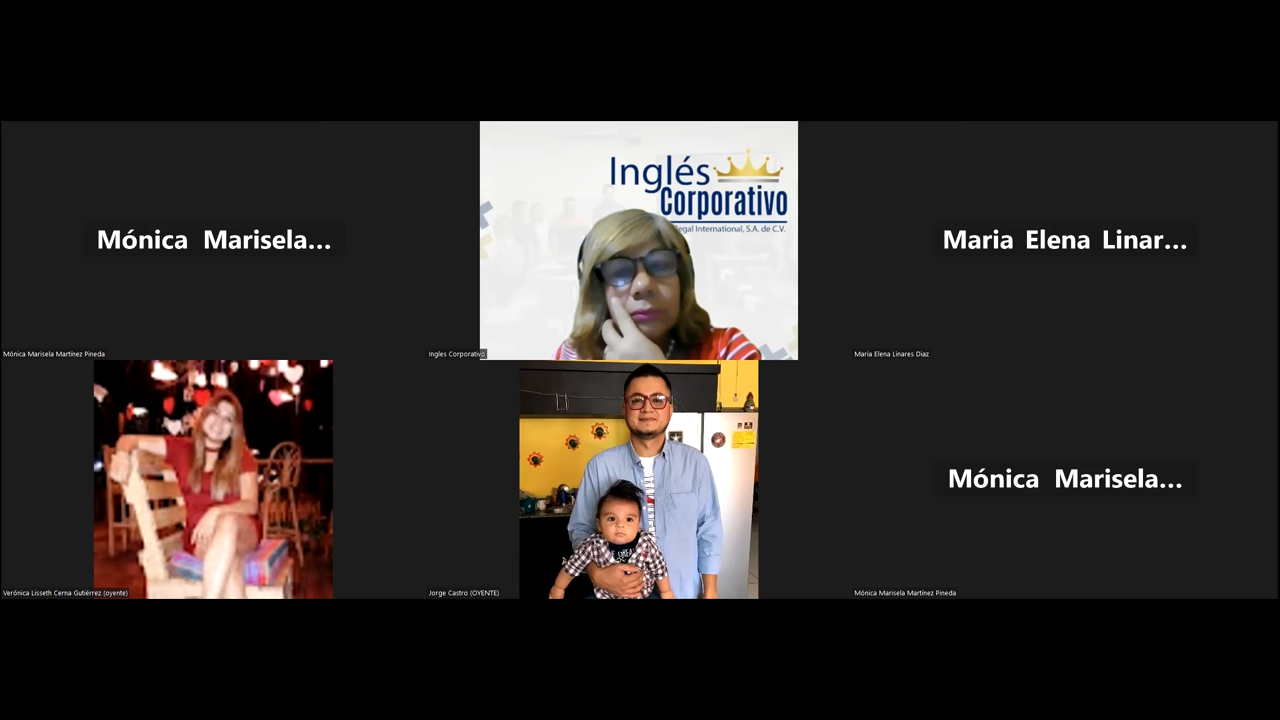 Mónica Marisela...
Inglés
Corporativo
Regal International, S.A. de C.V.
Maria Elena Linar...
Mónica Marisela Martínez Pineda
Ingles Corporativo
Maria Elena Linares Diaz
Mónica Marisela...
Verónica Lisseth Cerna Gutiérrez (oyente)
Jorge Castro (OYENTE)
Mónica Marisela Martínez Pineda